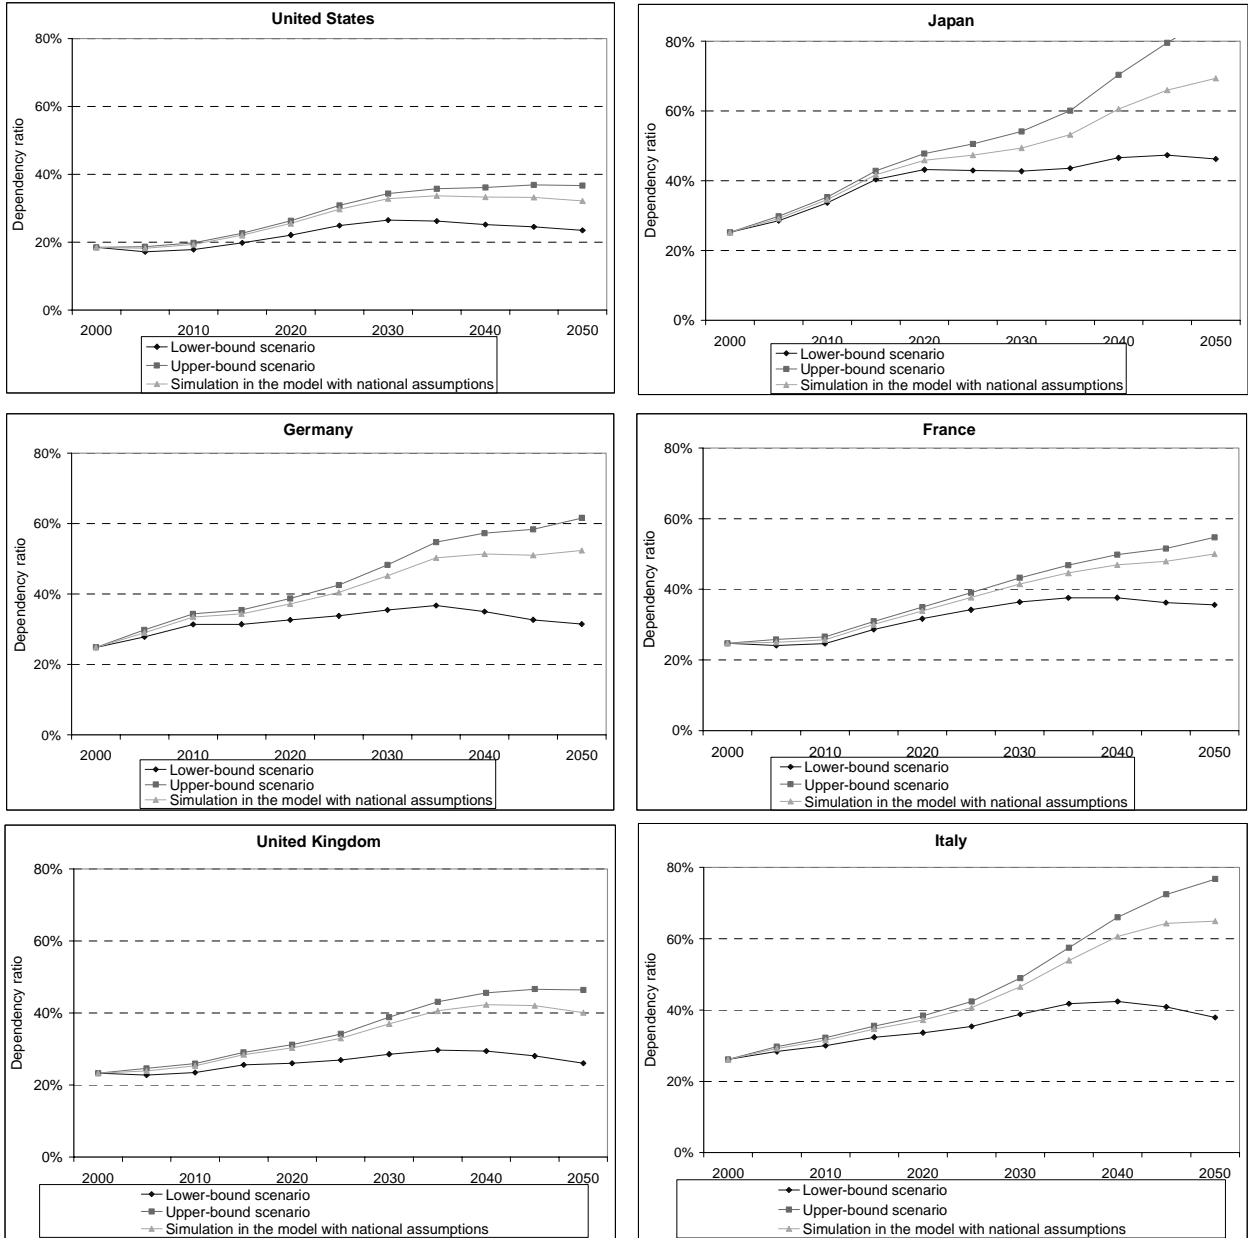 United States
80%
60%
40%
20%
0%
Dependency ratio
2000 2010 2020 2030 2040 2050
Lower-bound scenario
Upper-bound scenario
Simulation in the model with national assumptions
Japan
80%
60%
40%
20%
0%
Dependency ratio
2000 2010 2020 2030 2040 2050
Lower-bound scenario
Upper-bound scenario
Simulation in the model with national assumptions
Germany
80%
60%
40%
20%
0%
Dependency ratio
2000 2010 2020 2030 2040 2050
Lower-bound scenario
Upper-bound scenario
Simulation in the model with national assumptions
France
80%
60%
40%
20%
0%
Dependency ratio
2000 2010 2020 2030 2040 2050
Lower-bound scenario
Upper-bound scenario
Simulation in the model with national assumptions
United Kingdom
80%
60%
40%
20%
0%
Dependency ratio
2000 2010 2020 2030 2040 2050
Lower-bound scenario
Upper-bound scenario
Simulation in the model with national assumptions
Italy
80%
60%
40%
20%
0%
Dependency ratio
2000 2010 2020 2030 2040 2050
Lower-bound scenario
Upper-bound scenario
Simulation in the model with national assumptions